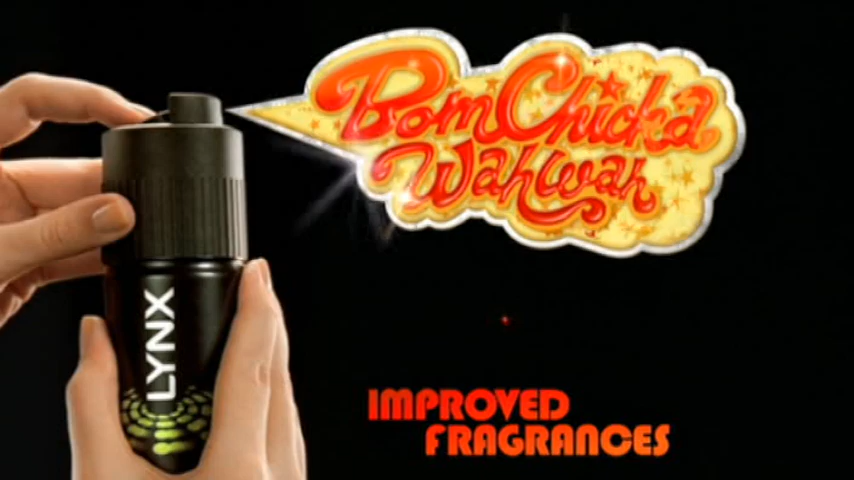 Bom Chicka
Wah Wah
LYNX
IMPROVED
FRAGRANCES